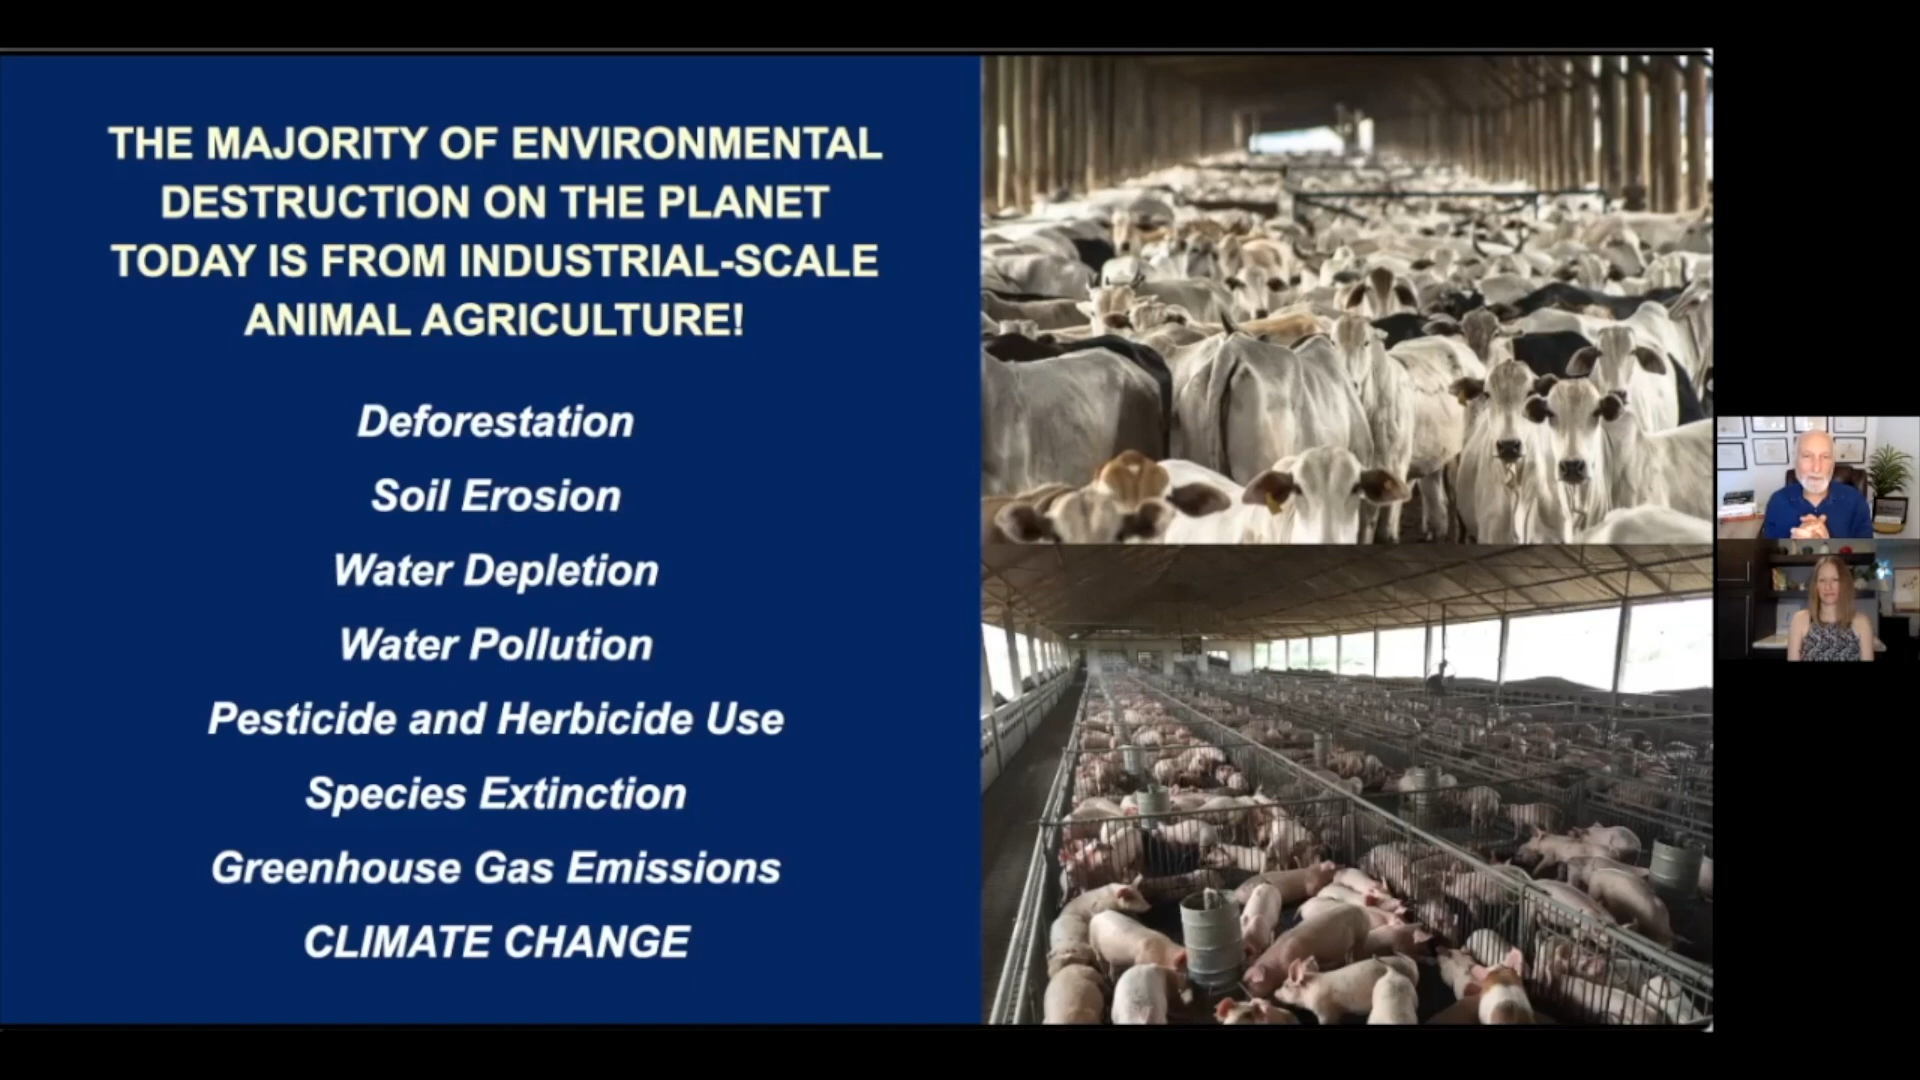 THE MAJORITY OF ENVIRONMENTAL
DESTRUCTION ON THE PLANET
TODAY IS FROM INDUSTRIAL-SCALE
ANIMAL AGRICULTURE!
Deforestation
Soil Erosion
Water Depletion
Water Pollution
Pesticide and Herbicide Use
Species Extinction
Greenhouse Gas Emissions
CLIMATE CHANGE